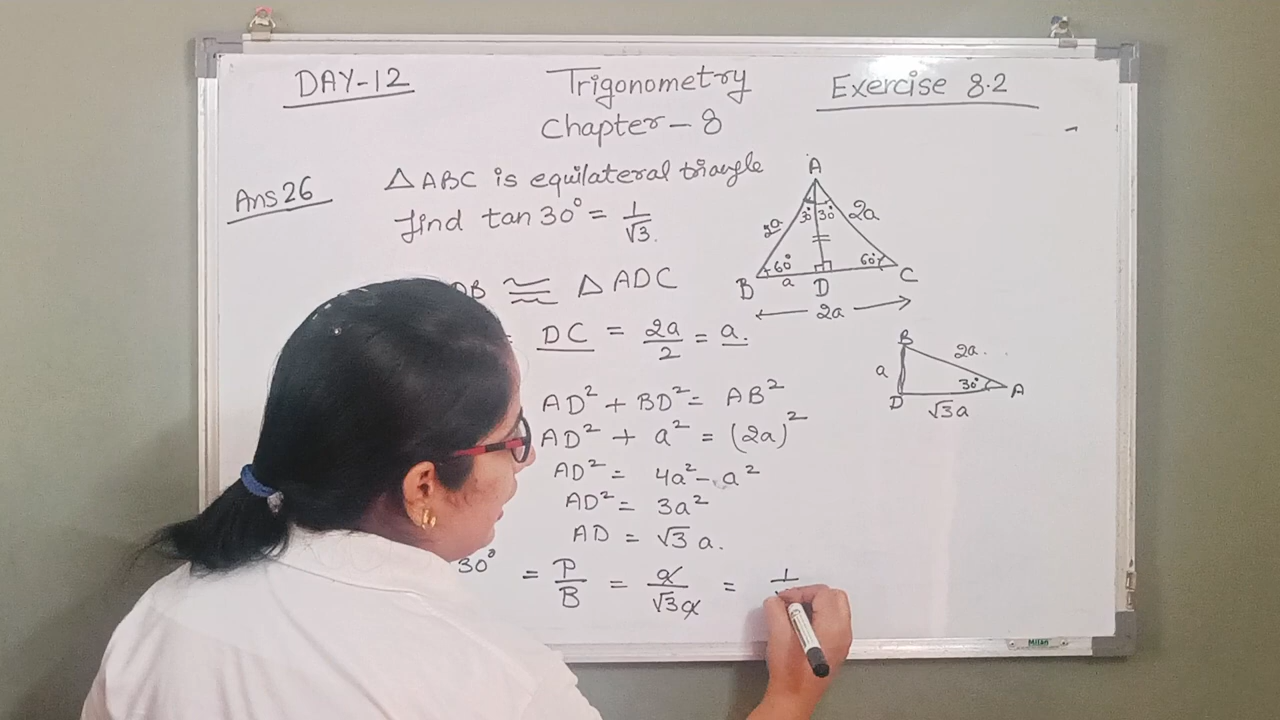 DAY-12
Trigonometry
Chapter - 8
Exercise 8.2
Ans 26
△ABC is equilateral triangle
find tan 30° = 1/√3.
≅ △ADC
= DC = 2a/2 = a.
AD² + BD² = AB²
AD² + a² = (2a)²
AD² = 4a² - a²
AD² = 3a²
AD = √3 a.
30° = P/B = a/√3a = 1
A
30° 30°
2a 2a
60° 60°
B a D C
2a
B
2a.
a
30°
D A
√3a
Milan